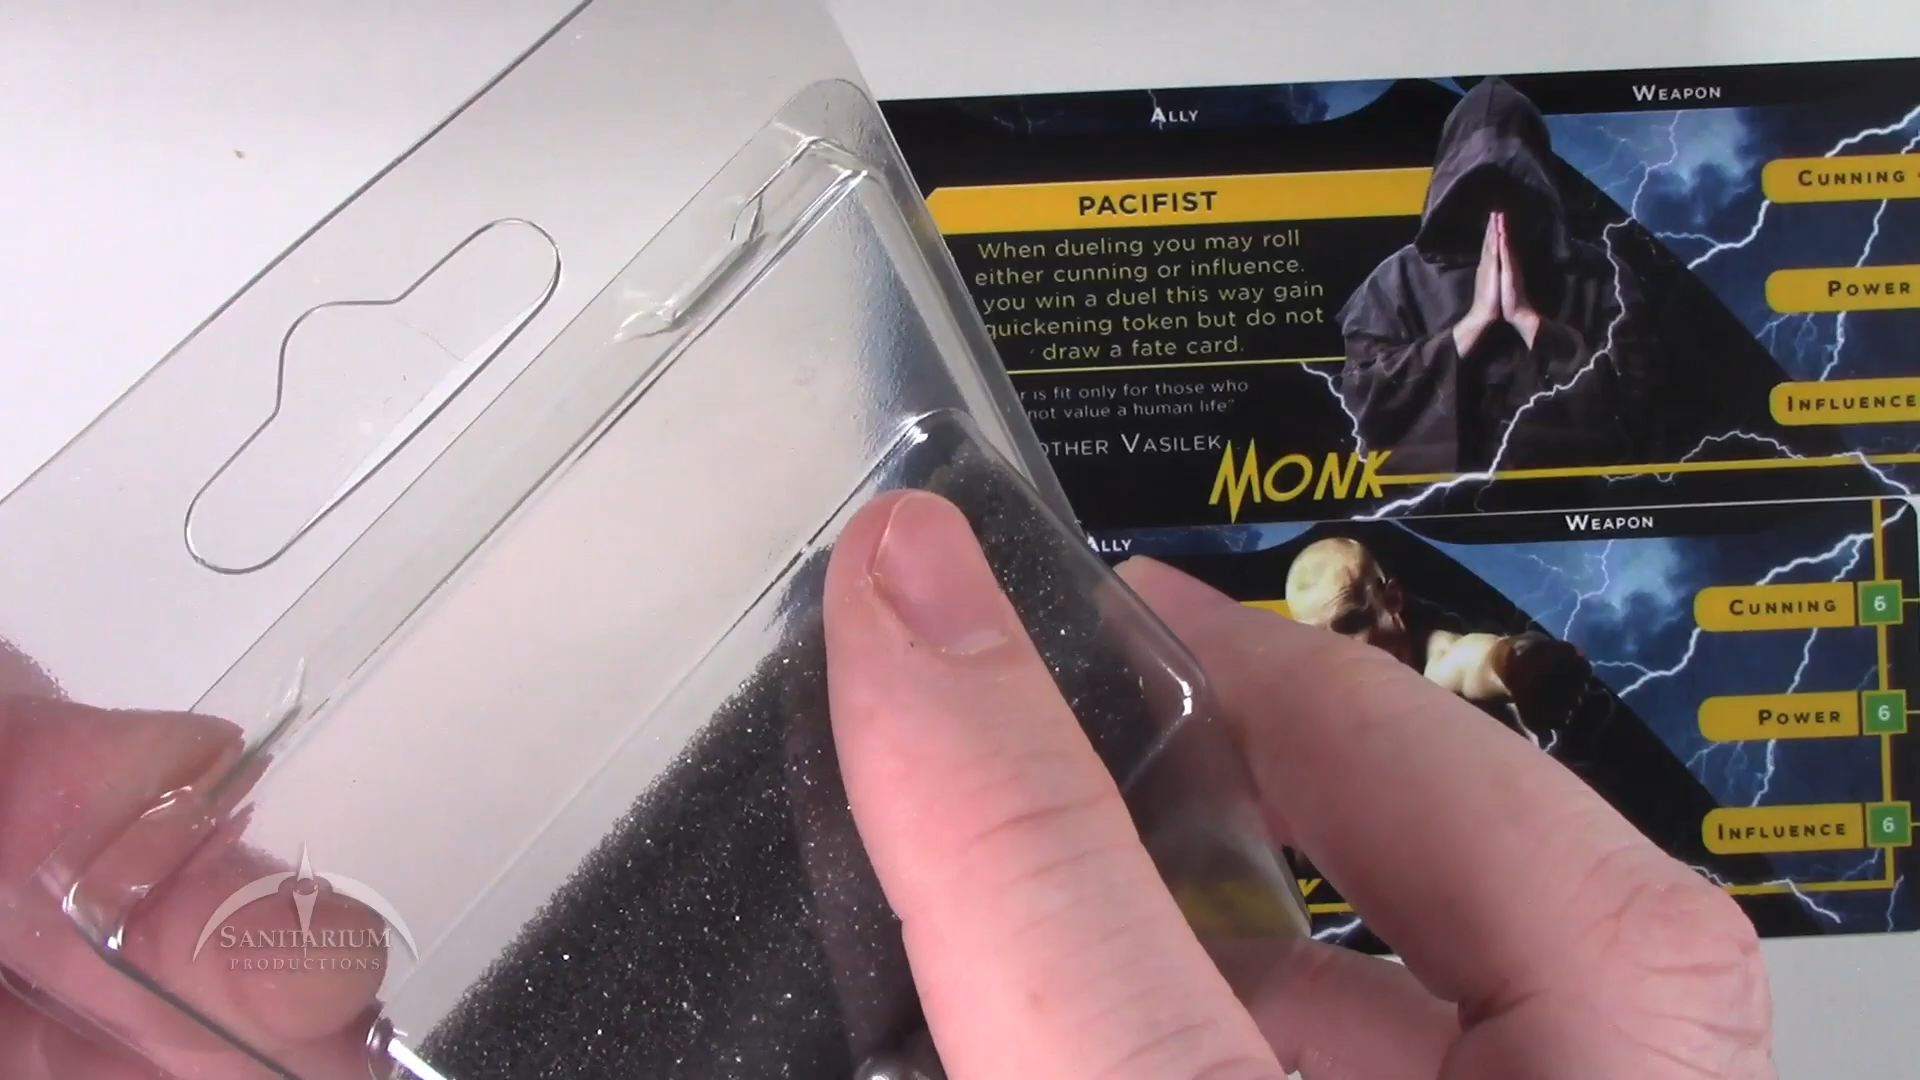 ALLY
WEAPON
PACIFIST
When dueling you may roll
either cunning or influence.
you win a duel this way gain
quickening token but do not
draw a fate card.
is fit only for those who
not value a human life"
VASILEK
MONK
CUNNING
POWER
INFLUENCE
ALLY
WEAPON
CUNNING 6
POWER 6
INFLUENCE 6
SANITARIUM
PRODUCTIONS